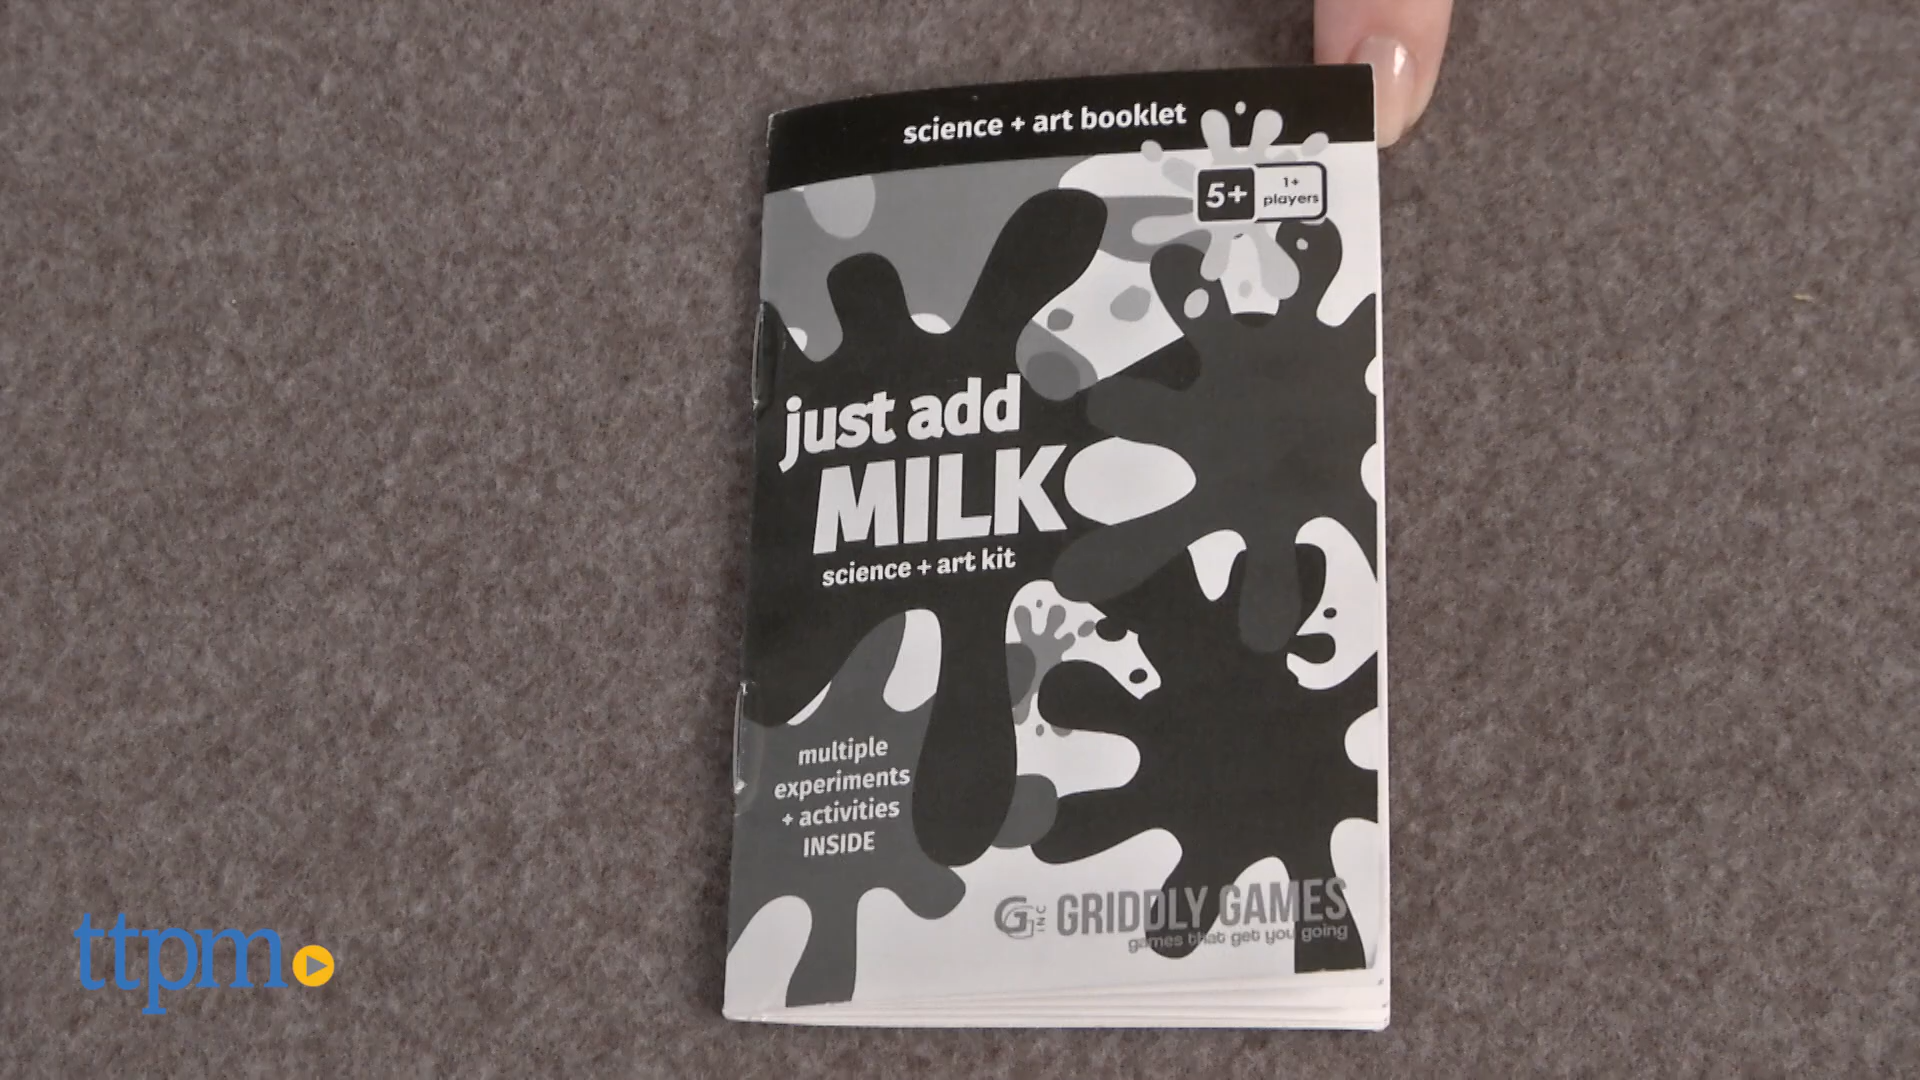 science + art booklet
5+
1+
players
just add
MILK
science + art kit
multiple
experiments
+ activities
INSIDE
G INC GRIDDLY GAMES
games that get you going
ttpm